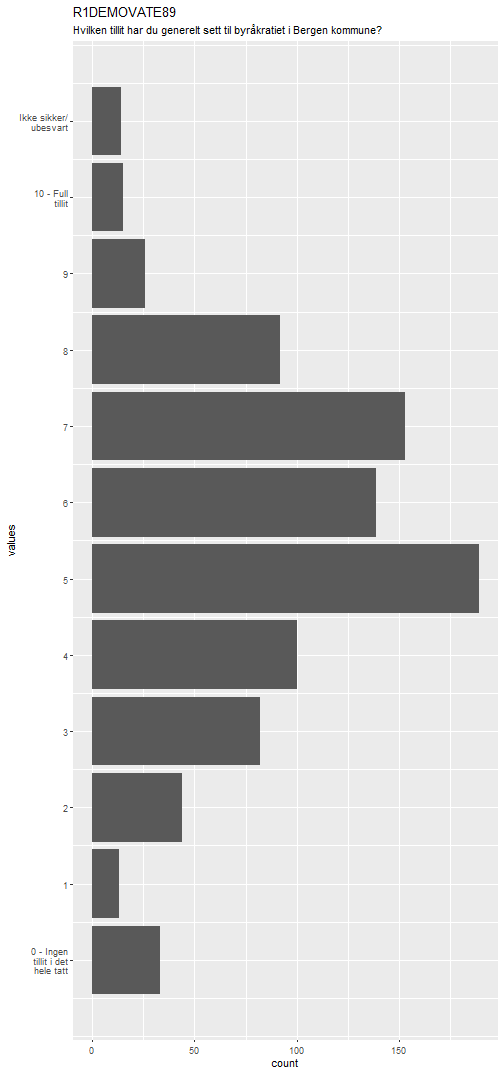 R1DEMOVATE89
Hvilken tillit har du generelt sett til byråkratiet i Bergen kommune?
Ikke sikker/
ubesvart
10 - Full
tillit
9
8
7
6
5
4
3
2
1
0 - Ingen
tillit i det
hele tatt
values
0
50
100
150
count